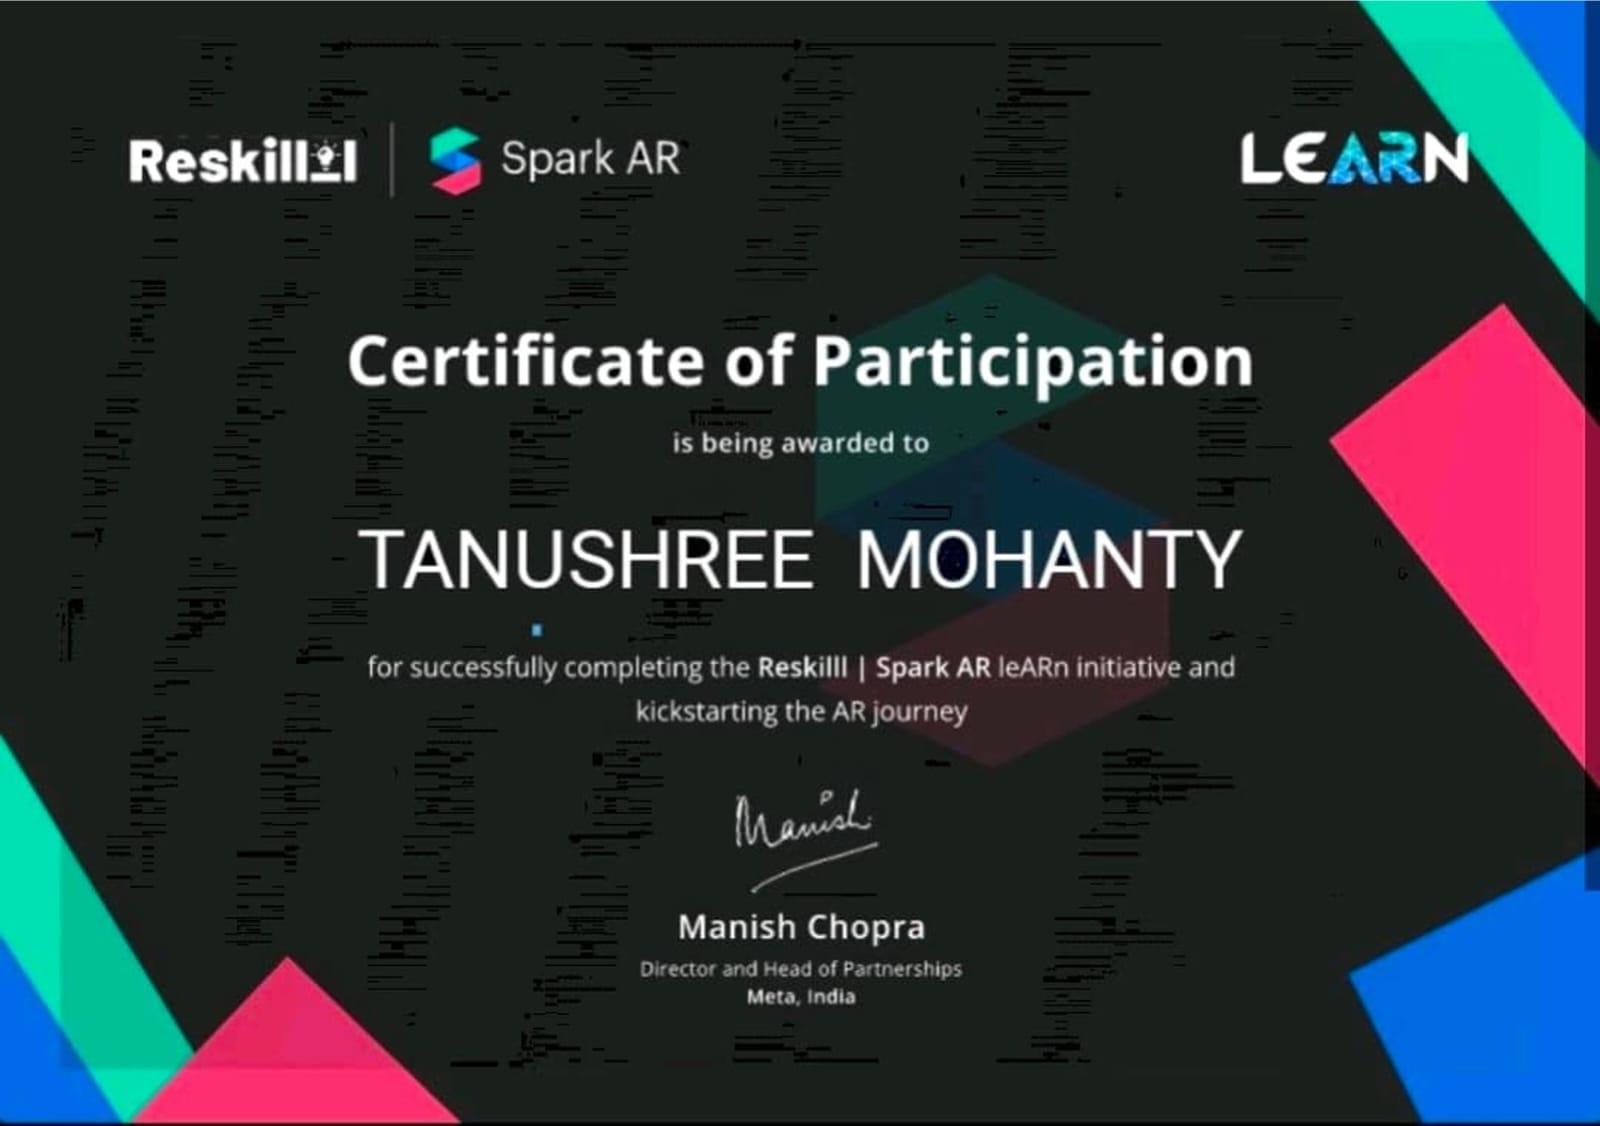 Reskilll
Spark AR
LEARN
Certificate of Participation
is being awarded to
TANUSHREE MOHANTY
for successfully completing the Reskilll | Spark AR leARn initiative and
kickstarting the AR journey
Manish
Manish Chopra
Director and Head of Partnerships
Meta, India